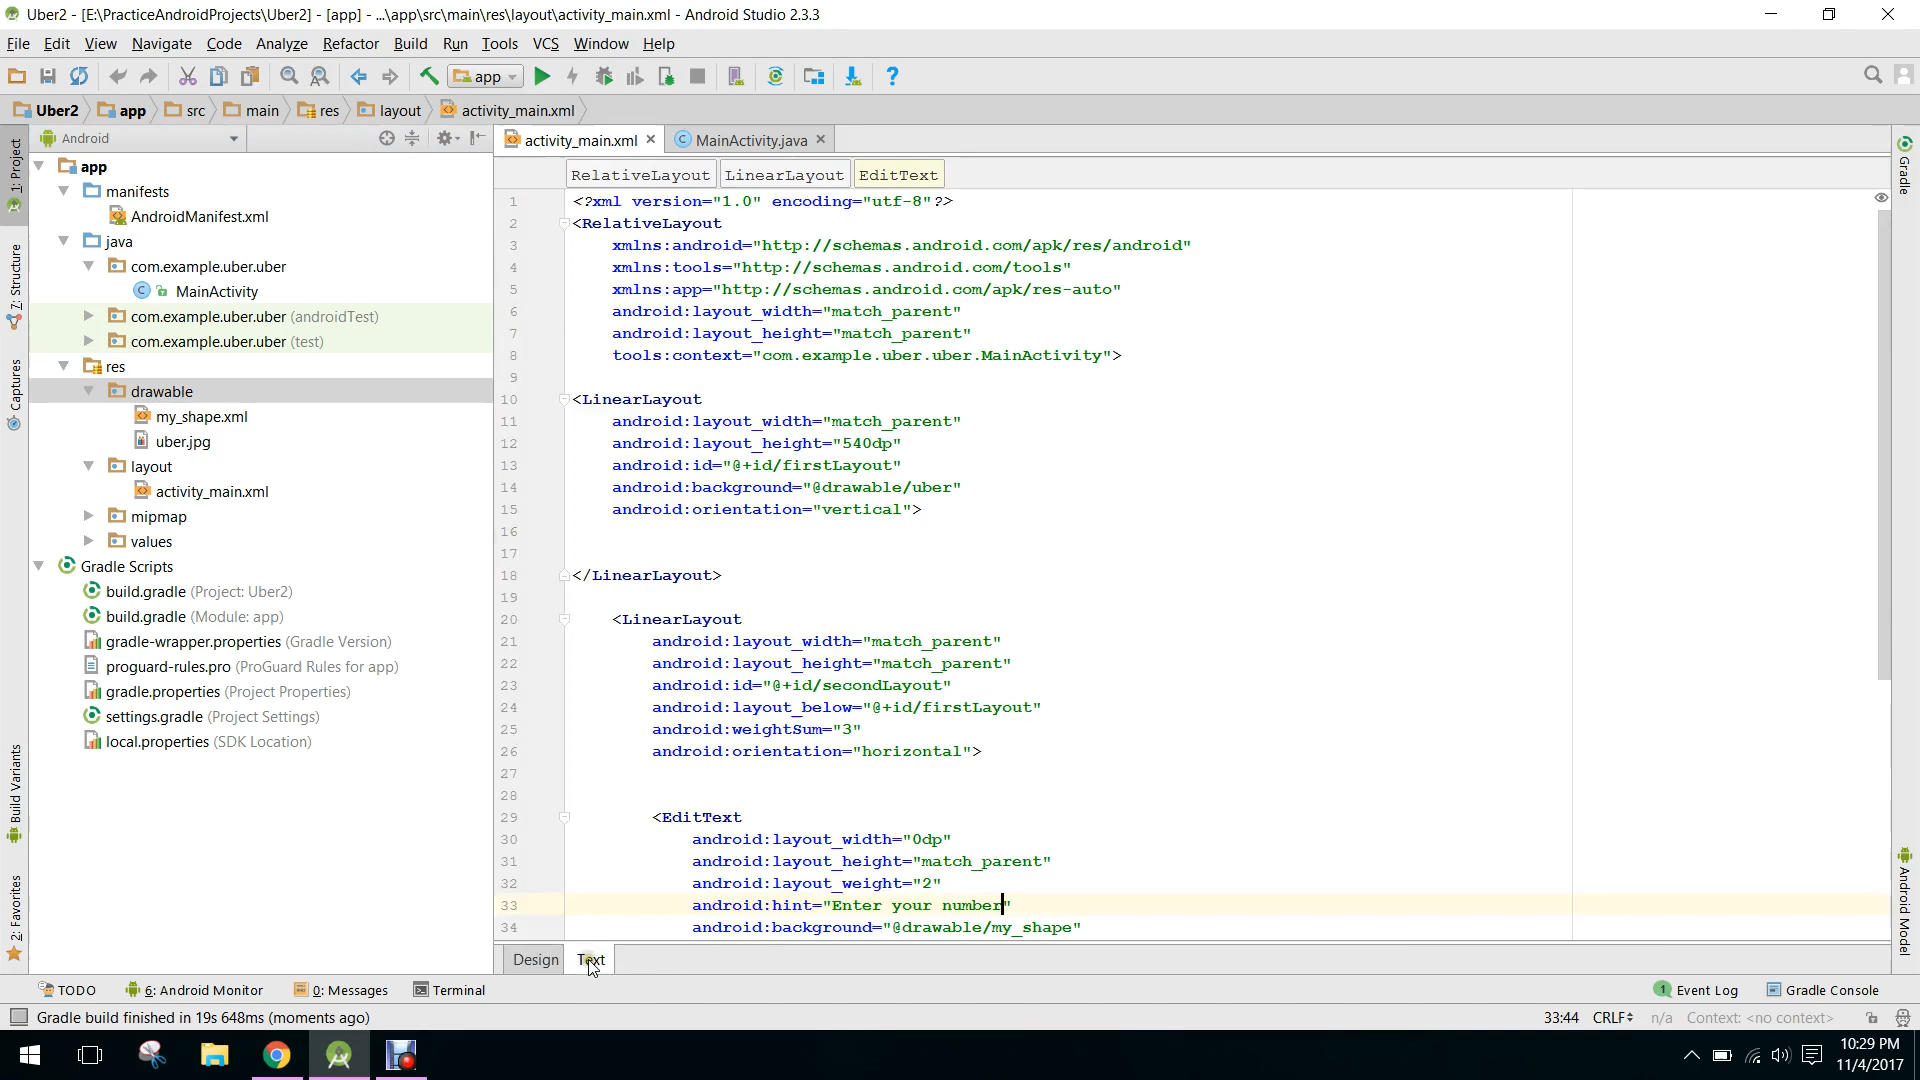 Uber2 - [E:\PracticeAndroidProjects\Uber2] - [app] - ...\app\src\main\res\layout\activity_main.xml - Android Studio 2.3.3
File Edit View Navigate Code Analyze Refactor Build Run Tools VCS Window Help
app
Uber2 app src main res layout activity_main.xml
1: Project
7: Structure
Captures
Build Variants
2: Favorites
Android
app
manifests
AndroidManifest.xml
java
com.example.uber.uber
MainActivity
com.example.uber.uber (androidTest)
com.example.uber.uber (test)
res
drawable
my_shape.xml
uber.jpg
layout
activity_main.xml
mipmap
values
Gradle Scripts
build.gradle (Project: Uber2)
build.gradle (Module: app)
gradle-wrapper.properties (Gradle Version)
proguard-rules.pro (ProGuard Rules for app)
gradle.properties (Project Properties)
settings.gradle (Project Settings)
local.properties (SDK Location)
activity_main.xml MainActivity.java
RelativeLayout LinearLayout EditText
1 <?xml version="1.0" encoding="utf-8"?>
2 <RelativeLayout
3 xmlns:android="http://schemas.android.com/apk/res/android"
4 xmlns:tools="http://schemas.android.com/tools"
5 xmlns:app="http://schemas.android.com/apk/res-auto"
6 android:layout_width="match_parent"
7 android:layout_height="match_parent"
8 tools:context="com.example.uber.uber.MainActivity">
9
10 <LinearLayout
11 android:layout_width="match_parent"
12 android:layout_height="540dp"
13 android:id="@+id/firstLayout"
14 android:background="@drawable/uber"
15 android:orientation="vertical">
16
17
18 </LinearLayout>
19
20 <LinearLayout
21 android:layout_width="match_parent"
22 android:layout_height="match_parent"
23 android:id="@+id/secondLayout"
24 android:layout_below="@+id/firstLayout"
25 android:weightSum="3"
26 android:orientation="horizontal">
27
28
29 <EditText
30 android:layout_width="0dp"
31 android:layout_height="match_parent"
32 android:layout_weight="2"
33 android:hint="Enter your number"
34 android:background="@drawable/my_shape"
Design Text
Gradle
Android Model
TODO 6: Android Monitor 0: Messages Terminal 1 Event Log Gradle Console
Gradle build finished in 19s 648ms (moments ago) 33:44 CRLF n/a Context: <no context>
10:29 PM
11/4/2017